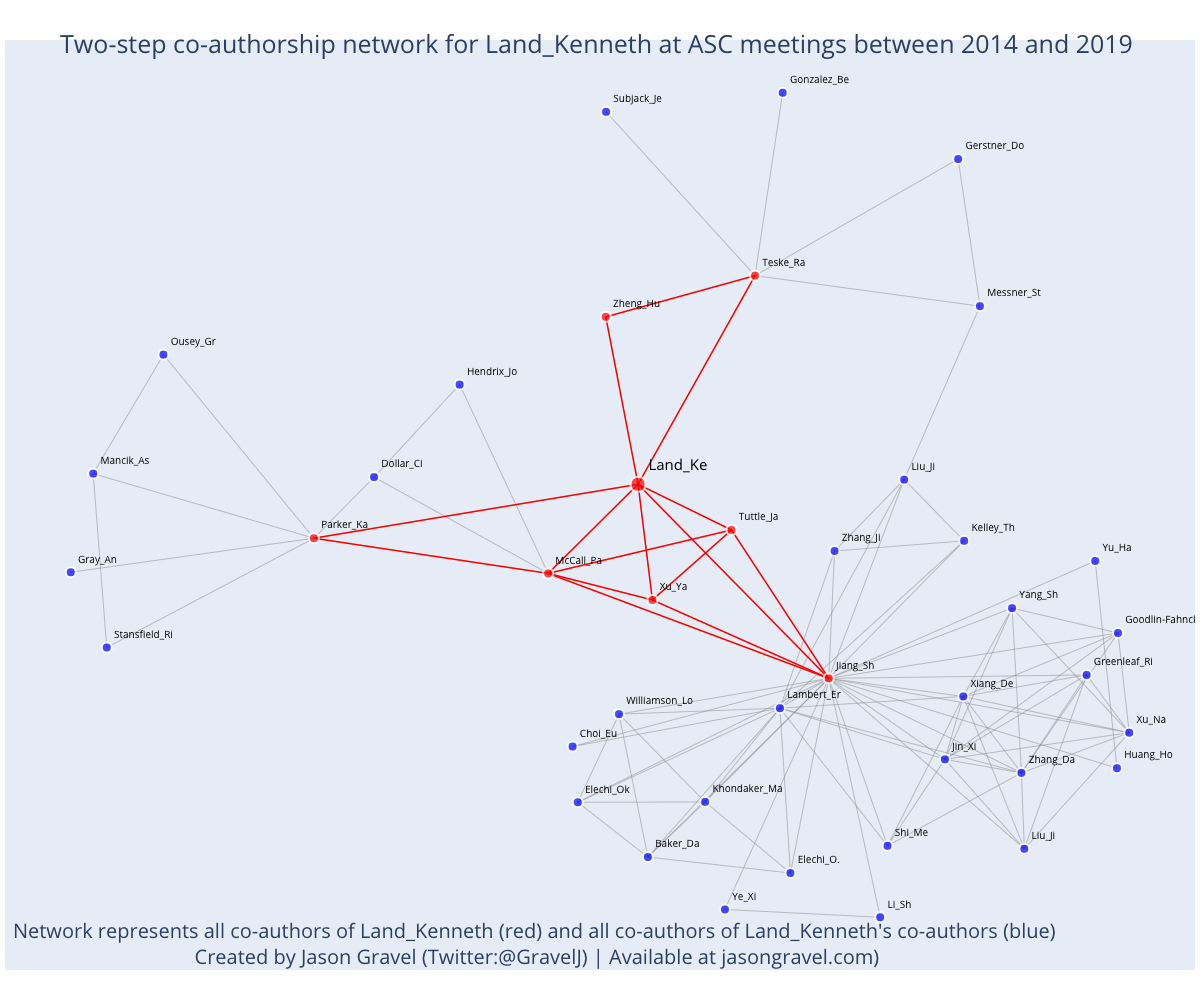 Two-step co-authorship network for Land_Kenneth at ASC meetings between 2014 and 2019
Gonzalez_Be
Subjack_Je
Gerstner_Do
Teske_Ra
Messner_St
Zheng_Hu
Ousey_Gr
Hendrix_Jo
Mancik_As
Dollar_Ci
Land_Ke
Liu_Ji
Tuttle_Ja
Parker_Ka
Zhang_Ji
Kelley_Th
Yu_Ha
Gray_An
McCall_Pa
Xu_Ya
Yang_Sh
Goodlin-Fahnck
Stansfield_Ri
Jiang_Sh
Greenleaf_Ri
Xiang_De
Lambert_Er
Williamson_Lo
Xu_Na
Choi_Eu
Jin_Xi
Huang_Ho
Zhang_Da
Elechi_Ok
Khondaker_Ma
Shi_Me
Liu_Ji
Baker_Da
Elechi_O.
Ye_Xi
Li_Sh
Network represents all co-authors of Land_Kenneth (red) and all co-authors of Land_Kenneth's co-authors (blue)
Created by Jason Gravel (Twitter:@GravelJ) | Available at jasongravel.com)